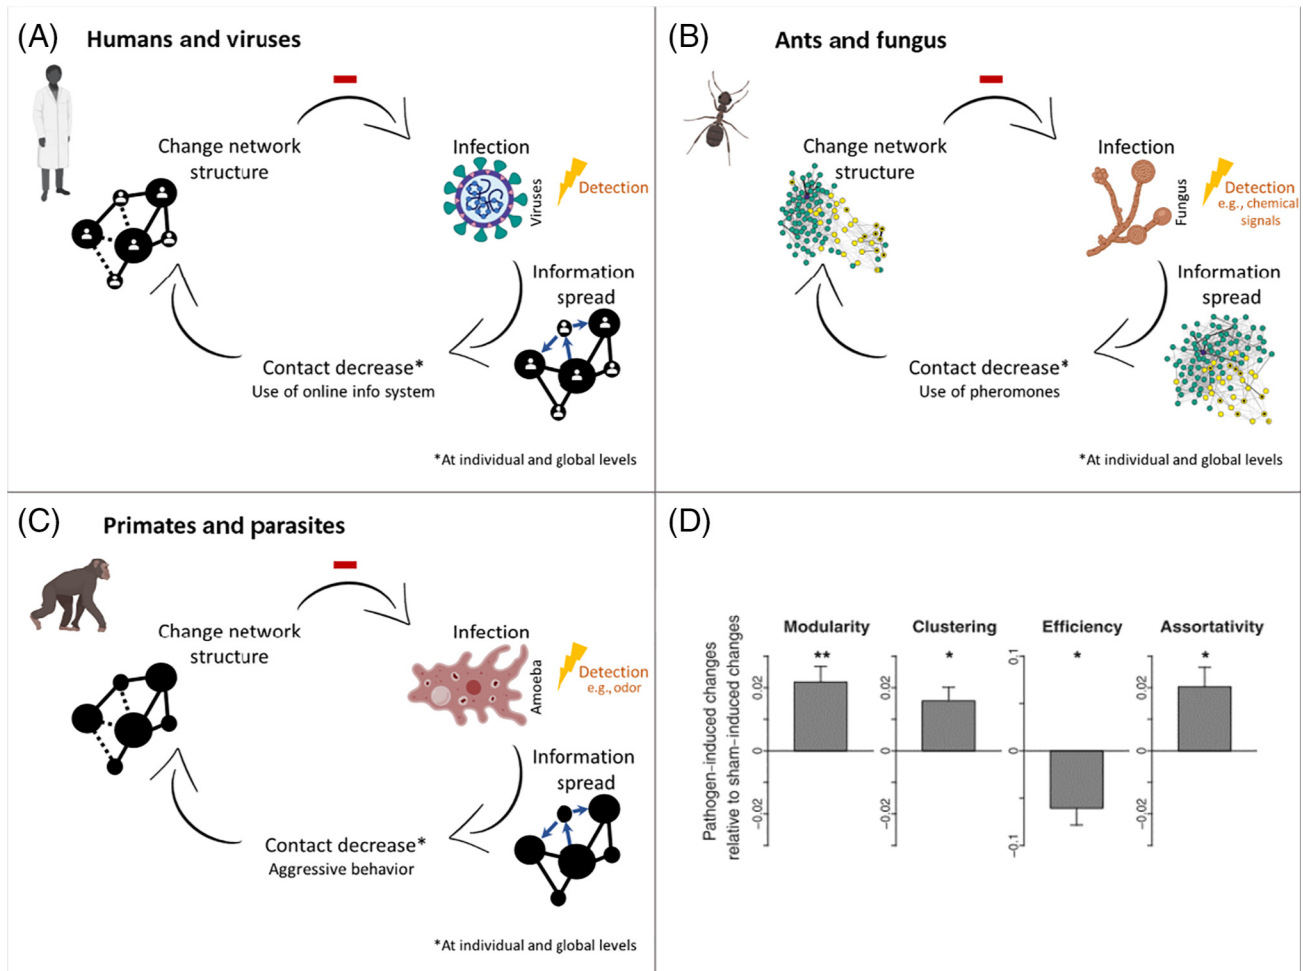 (A)
Humans and viruses
Change network
structure
Infection
Viruses
Detection
Information
spread
Contact decrease*
Use of online info system
*At individual and global levels
(B)
Ants and fungus
Change network
structure
Infection
Fungus
Detection
e.g., chemical
signals
Information
spread
Contact decrease*
Use of pheromones
*At individual and global levels
(C)
Primates and parasites
Change network
structure
Infection
Amoeba
Detection
e.g., odor
Information
spread
Contact decrease*
Aggressive behavior
*At individual and global levels
(D)
Pathogen-induced changes
relative to sham-induced changes
Modularity
**
0.02
0
−0.02
Clustering
*
0.02
0
−0.02
Efficiency
*
0.1
0
−0.1
Assortativity
*
0.02
0
−0.02